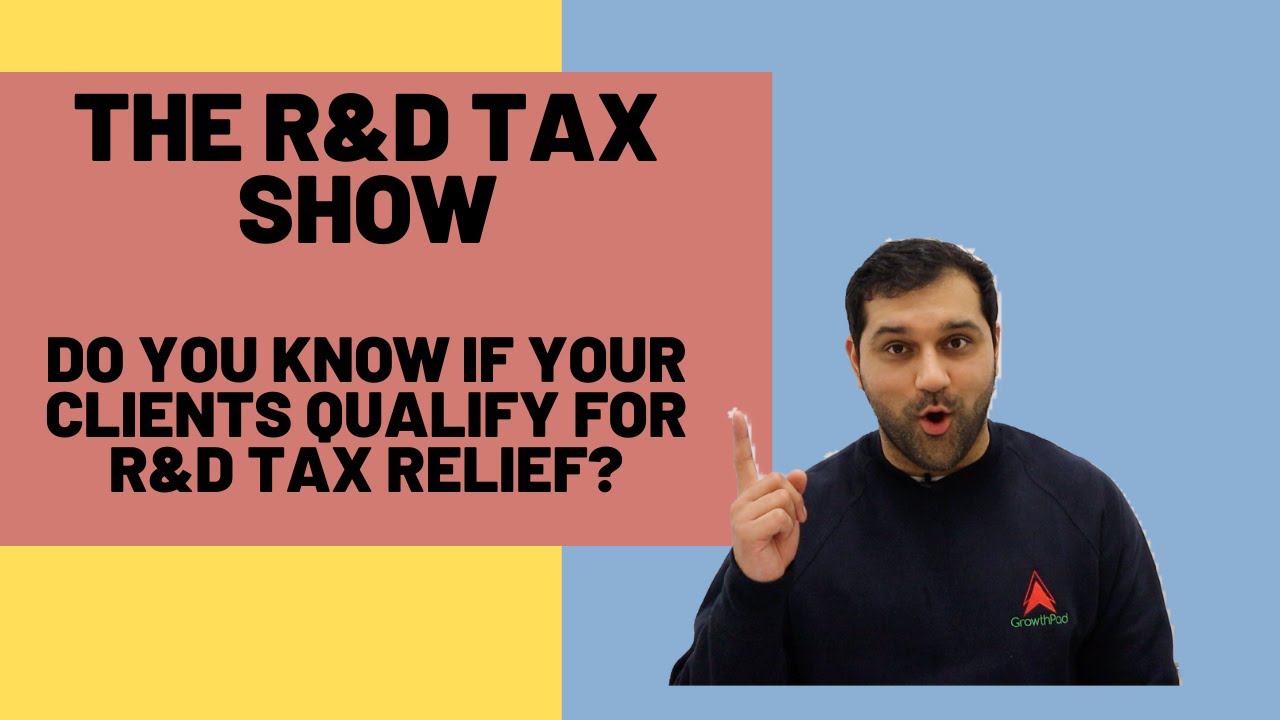 THE R&D TAX
SHOW
DO YOU KNOW IF YOUR
CLIENTS QUALIFY FOR
R&D TAX RELIEF?
GrowthPad